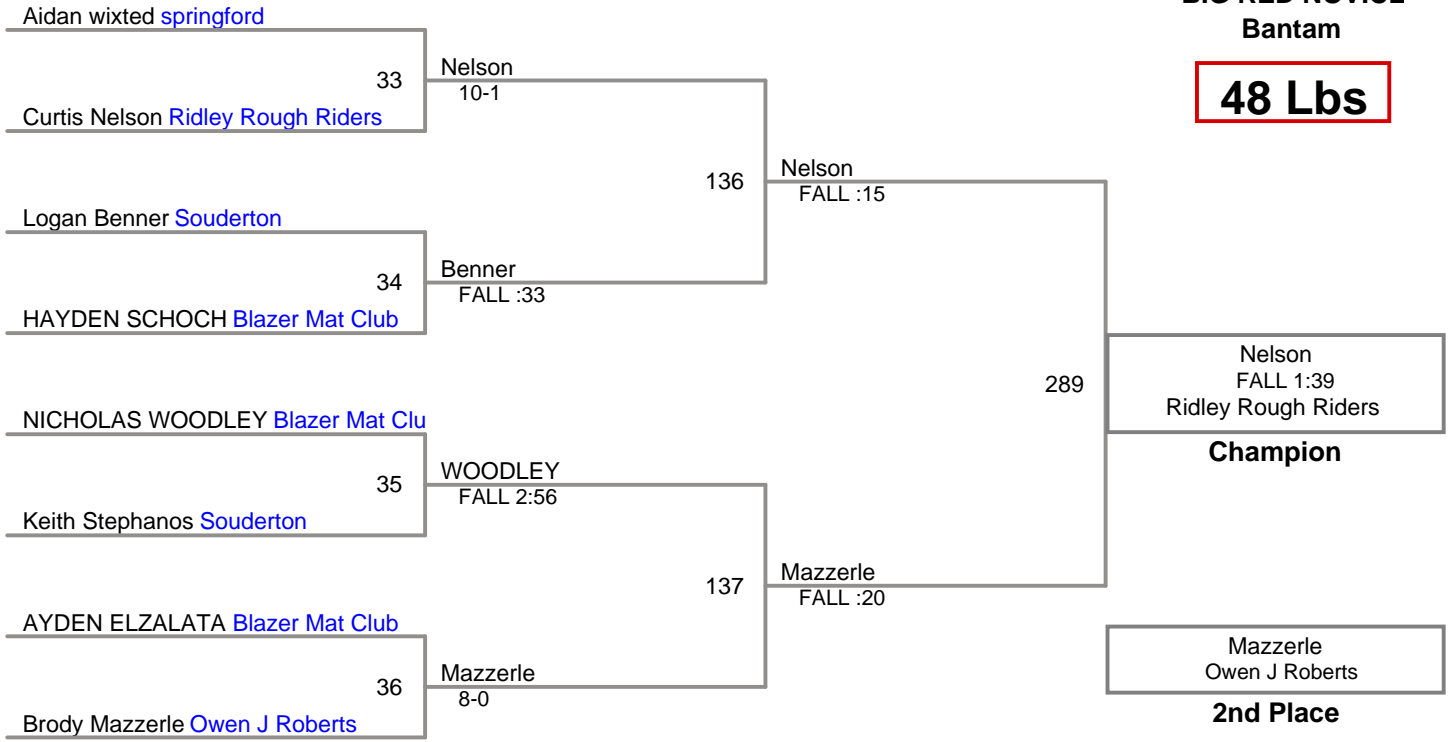 BIG RED NOVICE
Bantam
48 Lbs
Aidan wixted springford
33
Nelson
10-1
Curtis Nelson Ridley Rough Riders
136
Nelson
FALL :15
Logan Benner Souderton
34
Benner
FALL :33
HAYDEN SCHOCH Blazer Mat Club
289
Nelson
FALL 1:39
Ridley Rough Riders
Champion
NICHOLAS WOODLEY Blazer Mat Clu
35
WOODLEY
FALL 2:56
Keith Stephanos Souderton
137
Mazzerle
FALL :20
AYDEN ELZALATA Blazer Mat Club
36
Mazzerle
8-0
Brody Mazzerle Owen J Roberts
Mazzerle
Owen J Roberts
2nd Place